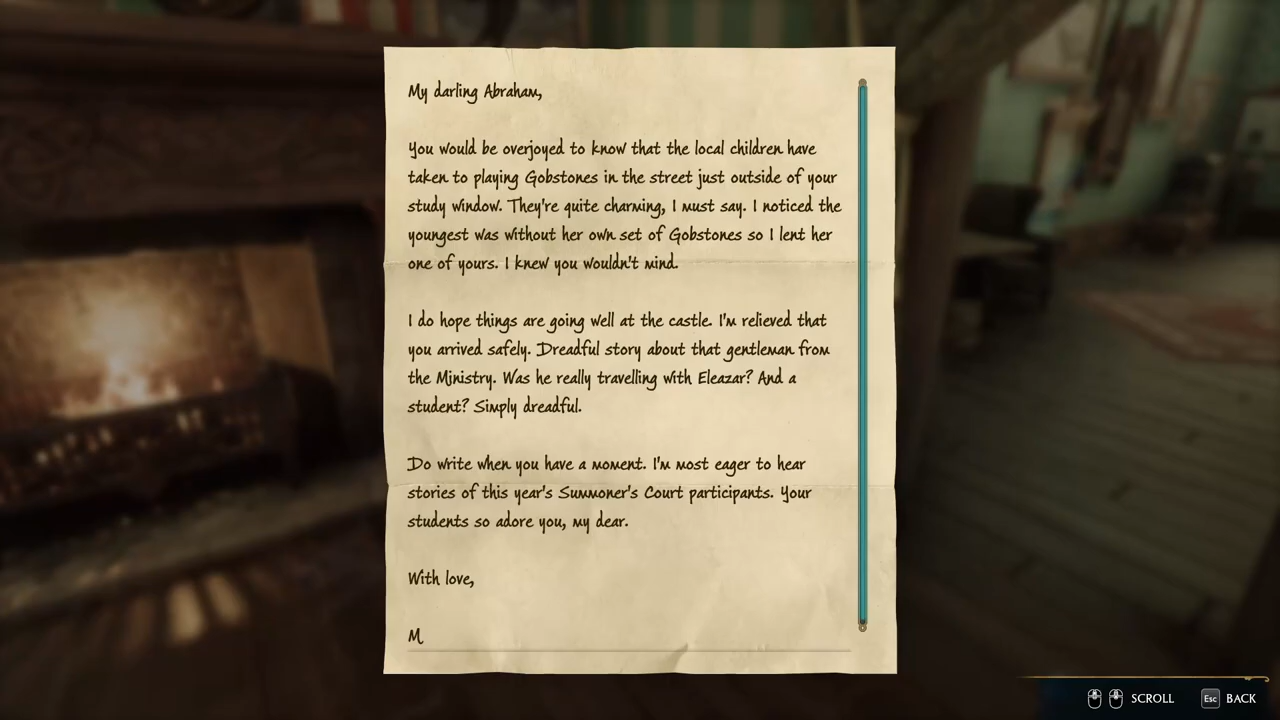 My darling Abraham,
You would be overjoyed to know that the local children have
taken to playing Gobstones in the street just outside of your
study window. They're quite charming, I must say. I noticed the
youngest was without her own set of Gobstones so I lent her
one of yours. I knew you wouldn't mind.
I do hope things are going well at the castle. I'm relieved that
you arrived safely. Dreadful story about that gentleman from
the Ministry. Was he really travelling with Eleazar? And a
student? Simply dreadful.
Do write when you have a moment. I'm most eager to hear
stories of this year's Summoner's Court participants. Your
students so adore you, my dear.
With love,
M
SCROLL Esc BACK